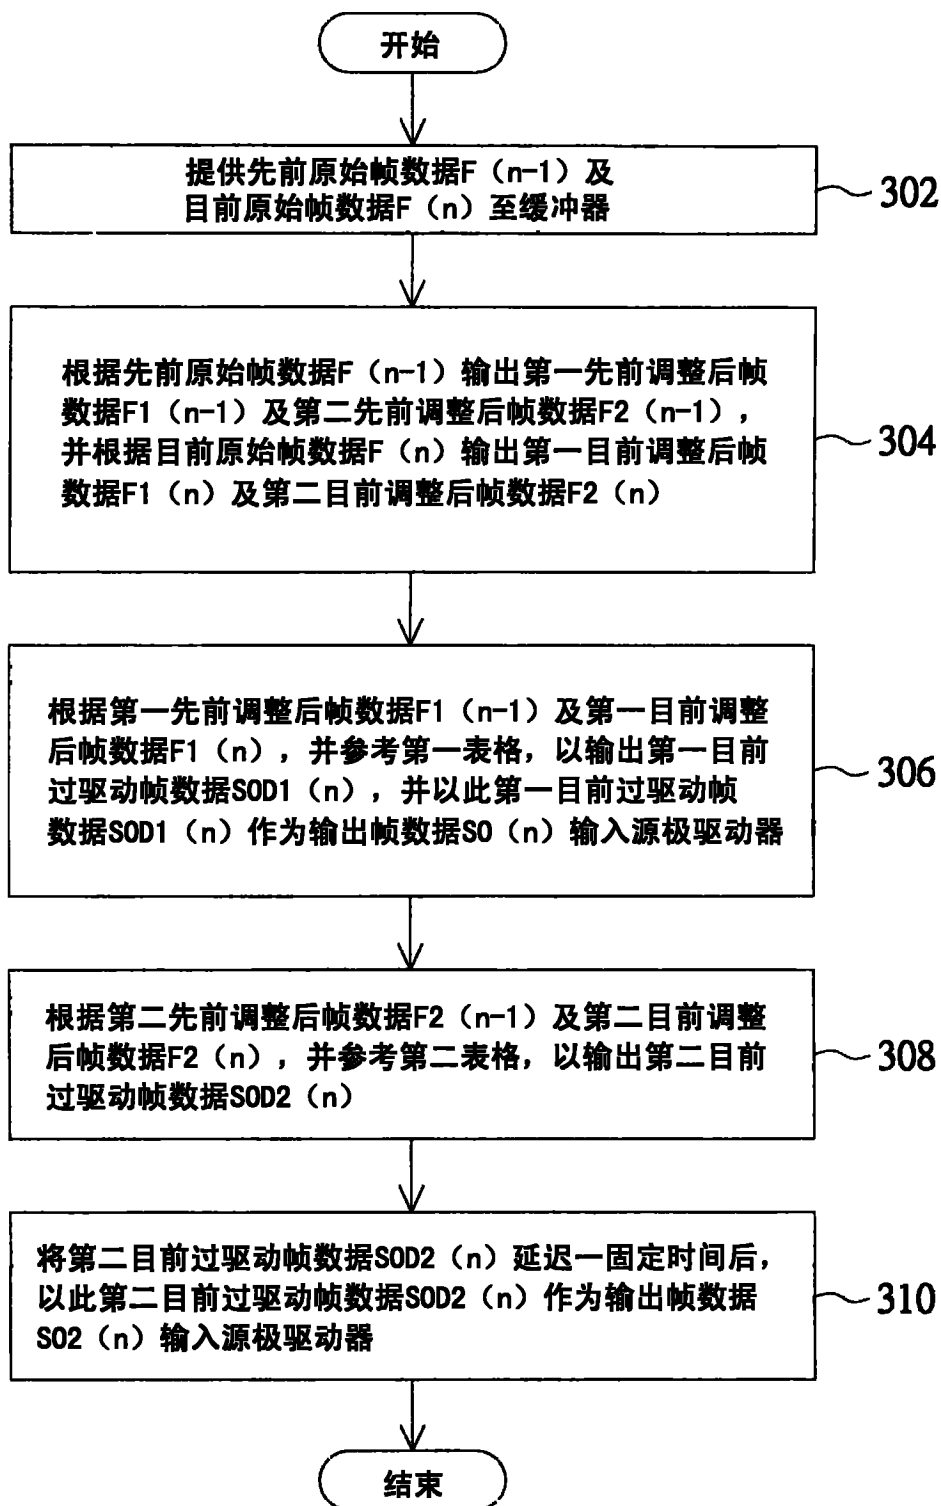 开始
提供先前原始帧数据F（n-1）及
目前原始帧数据F（n）至缓冲器
302
根据先前原始帧数据F（n-1）输出第一先前调整后帧
数据F1（n-1）及第二先前调整后帧数据F2（n-1），
并根据目前原始帧数据F（n）输出第一目前调整后帧
数据F1（n）及第二目前调整后帧数据F2（n）
304
根据第一先前调整后帧数据F1（n-1）及第一目前调整
后帧数据F1（n），并参考第一表格，以输出第一目前
过驱动帧数据SOD1（n），并以此第一目前过驱动帧
数据SOD1（n）作为输出帧数据SO（n）输入源极驱动器
306
根据第二先前调整后帧数据F2（n-1）及第二目前调整
后帧数据F2（n），并参考第二表格，以输出第二目前
过驱动帧数据SOD2（n）
308
将第二目前过驱动帧数据SOD2（n）延迟一固定时间后，
以此第二目前过驱动帧数据SOD2（n）作为输出帧数据
SO2（n）输入源极驱动器
310
结束